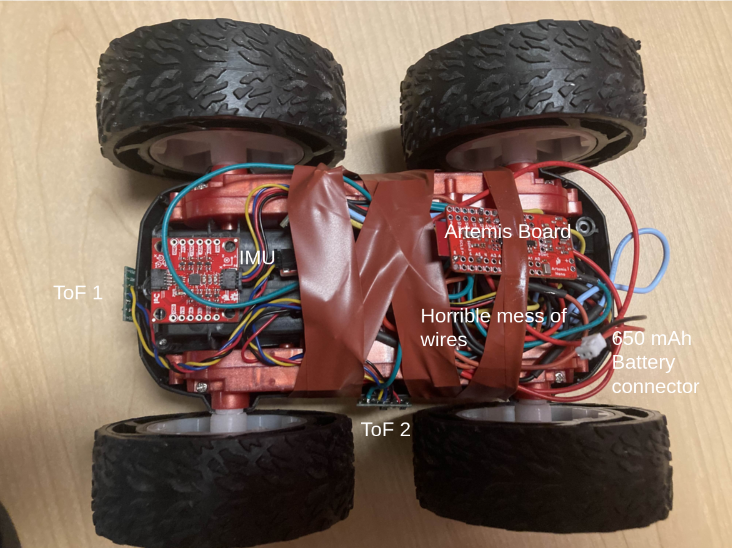 Artemis Board
IMU
ToF 1
Horrible mess of
wires
650 mAh
Battery
connector
ToF 2